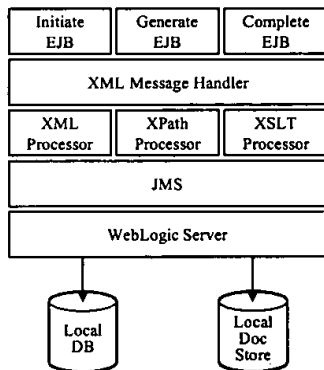 Initiate
EJB
Generate
EJB
Complete
EJB
XML Message Handler
XML
Processor
XPath
Processor
XSLT
Processor
JMS
WebLogic Server
Local
DB
Local
Doc
Store